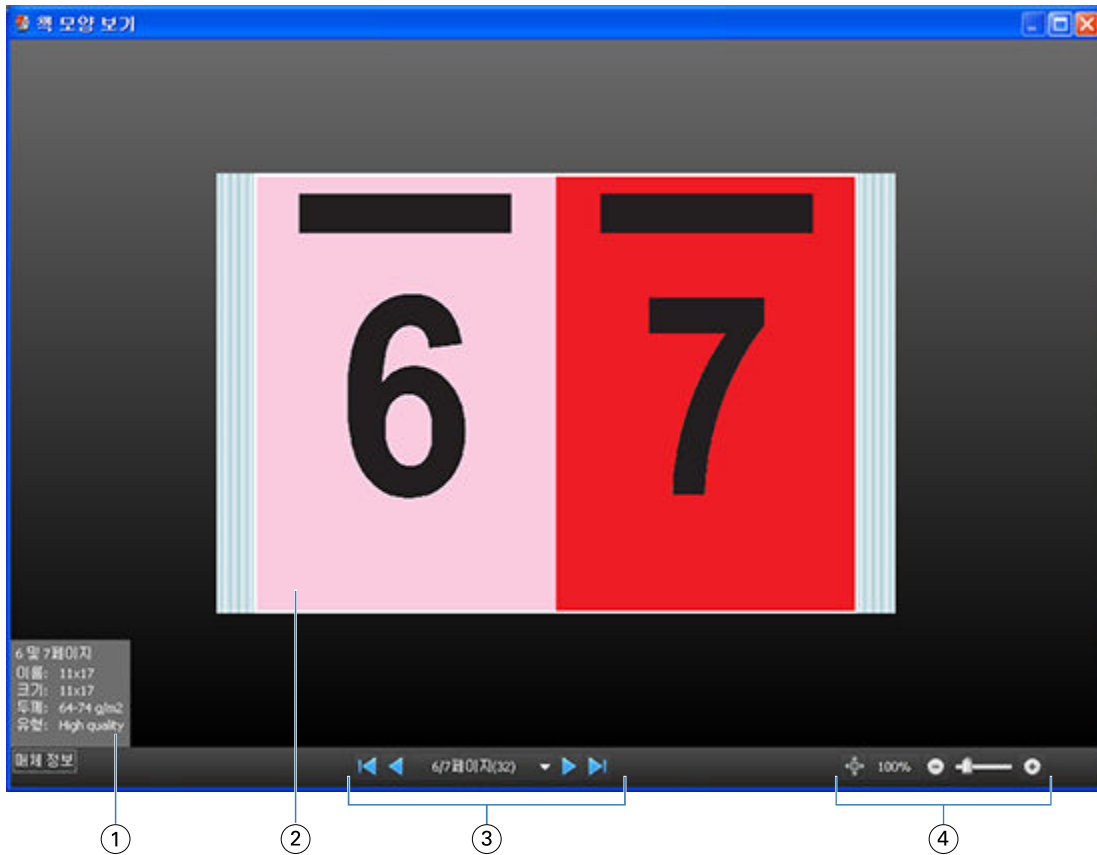 책 모양 보기
6
7
6 및 7페이지
이름: 11x17
크기: 11x17
두께: 64-74 g/m2
유형: High quality
매체 정보
6/7페이지(32)
100%
1
2
3
4